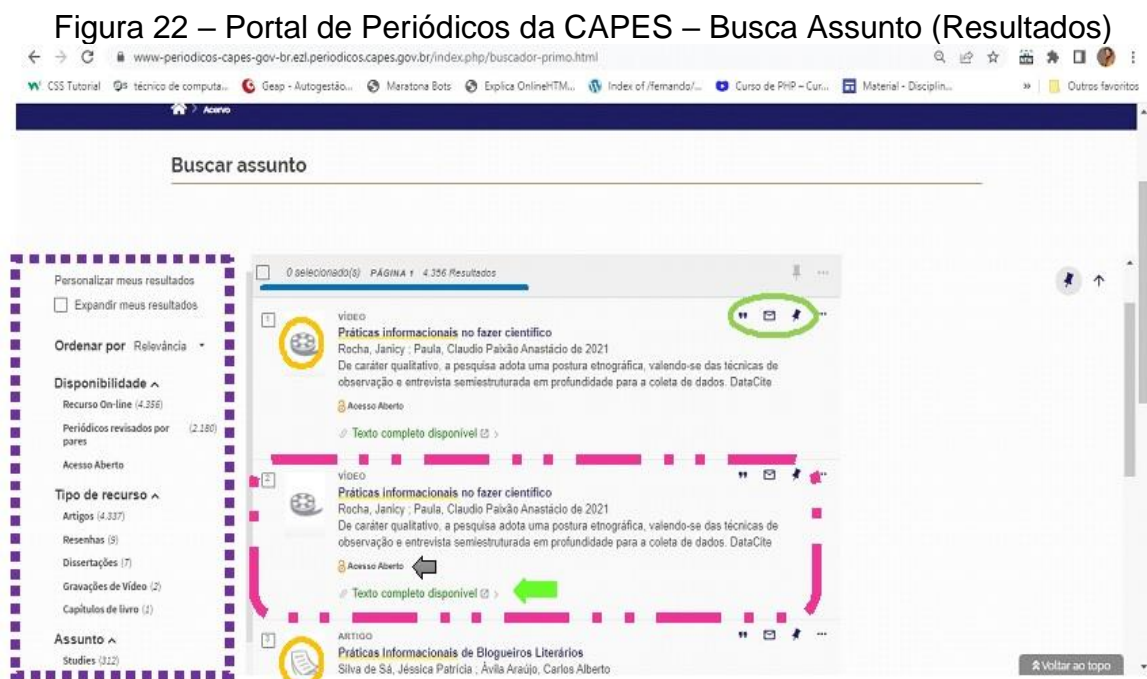 Figura 22 – Portal de Periódicos da CAPES – Busca Assunto (Resultados)
www-periodicos-capes-gov-br.ezl.periodicos.capes.gov.br/index.php/buscador-primo.html
CSS Tutorial técnico de computa... Geap - Autogestão... Maratona Bots Explica OnlineHTM... Index of /fernando/... Curso de PHP – Cur... Material - Disciplin... » Outros favoritos
> Acervo
Buscar assunto
Personalizar meus resultados
Expandir meus resultados
Ordenar por Relevância
Disponibilidade
Recurso On-line (4.356)
Periódicos revisados por pares (2.180)
Acesso Aberto
Tipo de recurso
Artigos (4.337)
Resenhas (9)
Dissertações (7)
Gravações de Vídeo (2)
Capítulos de livro (1)
Assunto
Studies (312)
0 selecionado(s) PÁGINA 1 4.356 Resultados
1
VÍDEO
Práticas informacionais no fazer científico
Rocha, Janicy ; Paula, Claudio Paixão Anastácio de 2021
De caráter qualitativo, a pesquisa adota uma postura etnográfica, valendo-se das técnicas de
observação e entrevista semiestruturada em profundidade para a coleta de dados. DataCite
Acesso Aberto
Texto completo disponível
2
VÍDEO
Práticas informacionais no fazer científico
Rocha, Janicy ; Paula, Claudio Paixão Anastácio de 2021
De caráter qualitativo, a pesquisa adota uma postura etnográfica, valendo-se das técnicas de
observação e entrevista semiestruturada em profundidade para a coleta de dados. DataCite
Acesso Aberto
Texto completo disponível
3
ARTIGO
Práticas Informacionais de Blogueiros Literários
Silva de Sá, Jéssica Patrícia ; Ávila Araújo, Carlos Alberto
Voltar ao topo